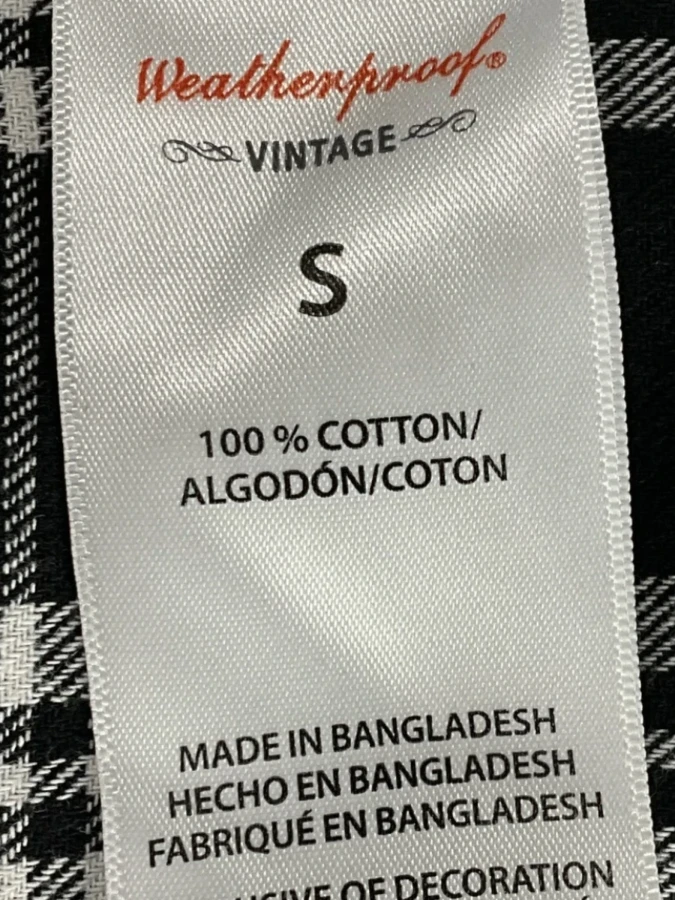 Weatherproof®
VINTAGE
S
100 % COTTON/
ALGODÓN/COTON
MADE IN BANGLADESH
HECHO EN BANGLADESH
FABRIQUÉ EN BANGLADESH
OF DECORATION